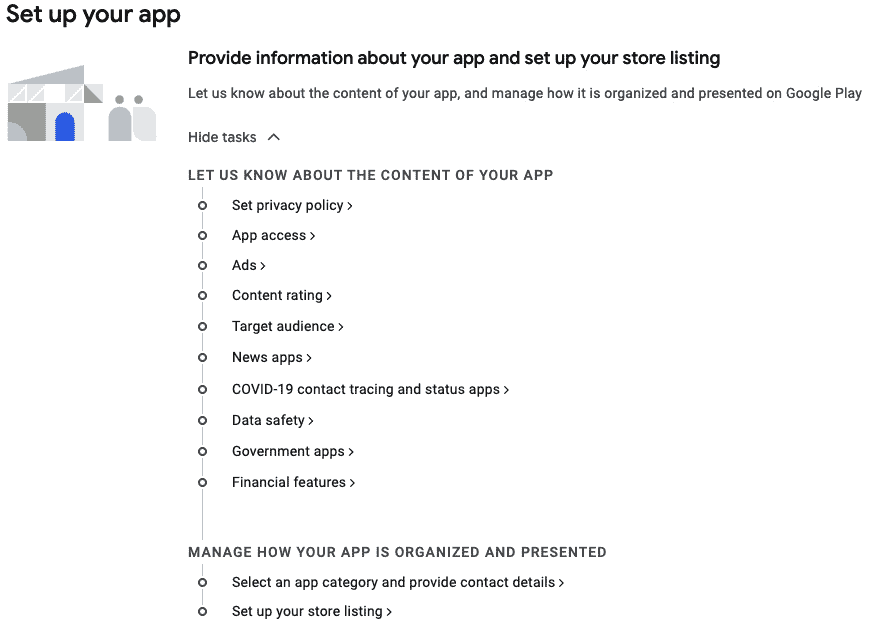 Set up your app
Provide information about your app and set up your store listing
Let us know about the content of your app, and manage how it is organized and presented on Google Play
Hide tasks
LET US KNOW ABOUT THE CONTENT OF YOUR APP
Set privacy policy
App access
Ads
Content rating
Target audience
News apps
COVID-19 contact tracing and status apps
Data safety
Government apps
Financial features
MANAGE HOW YOUR APP IS ORGANIZED AND PRESENTED
Select an app category and provide contact details
Set up your store listing